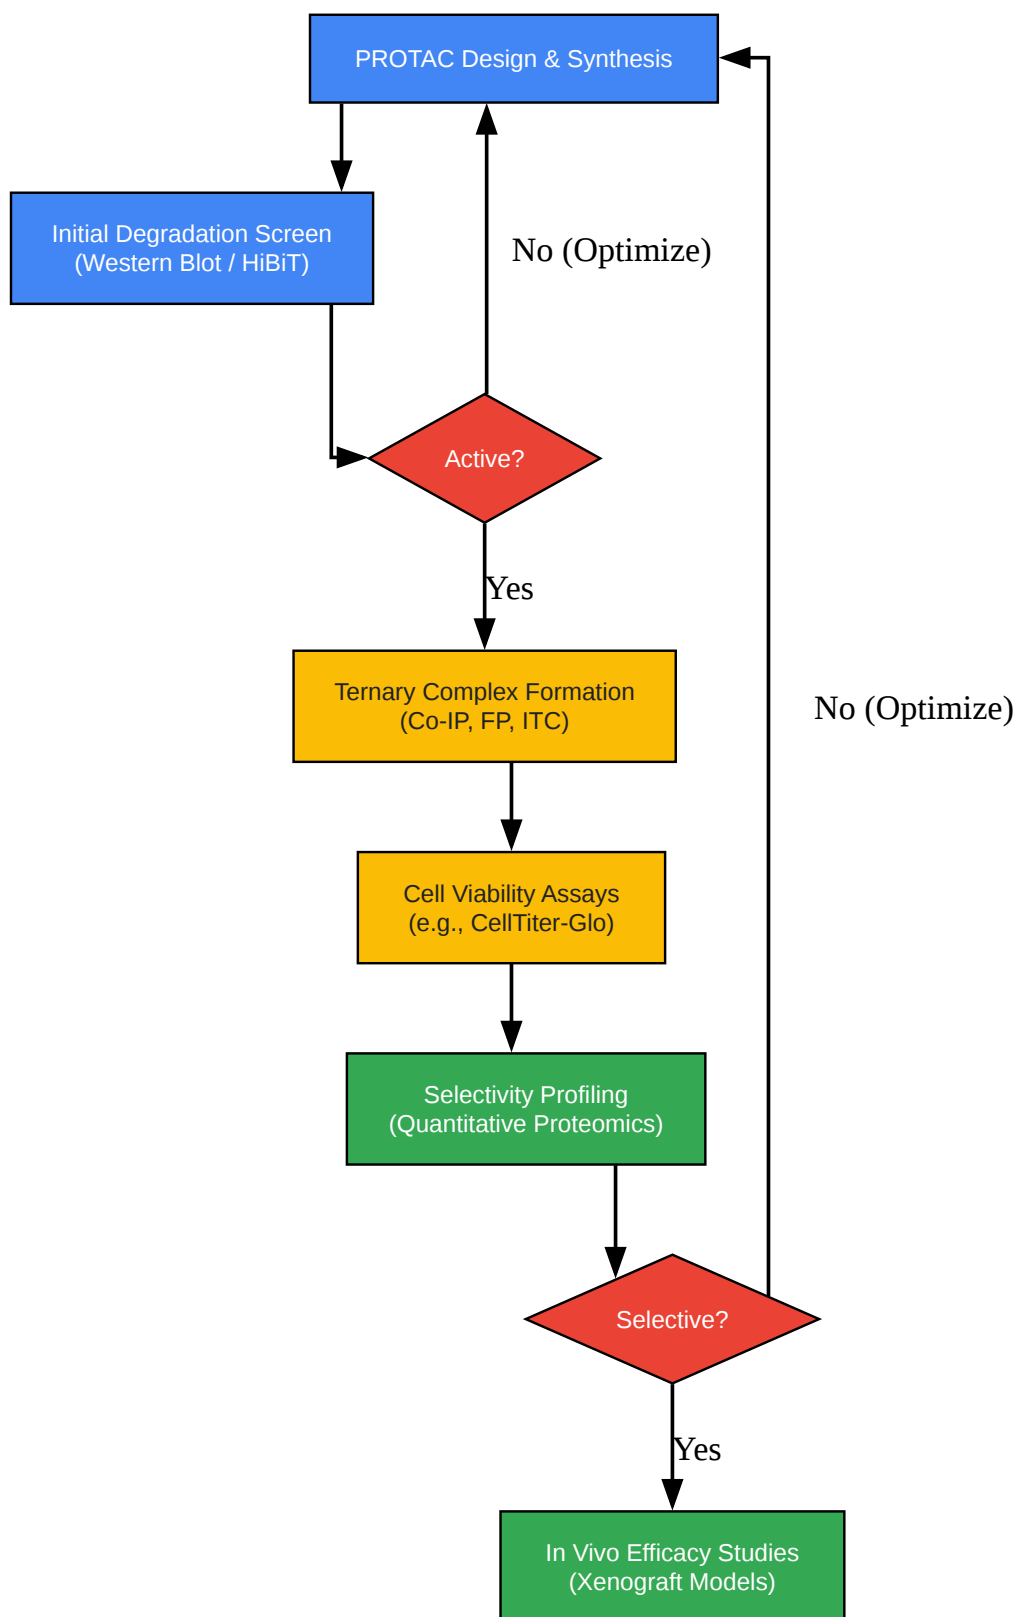 PROTAC Design & Synthesis
Initial Degradation Screen
(Western Blot / HiBiT)
No (Optimize)
Active?
Yes
Ternary Complex Formation
(Co-IP, FP, ITC)
No (Optimize)
Cell Viability Assays
(e.g., CellTiter-Glo)
Selectivity Profiling
(Quantitative Proteomics)
Selective?
Yes
In Vivo Efficacy Studies
(Xenograft Models)